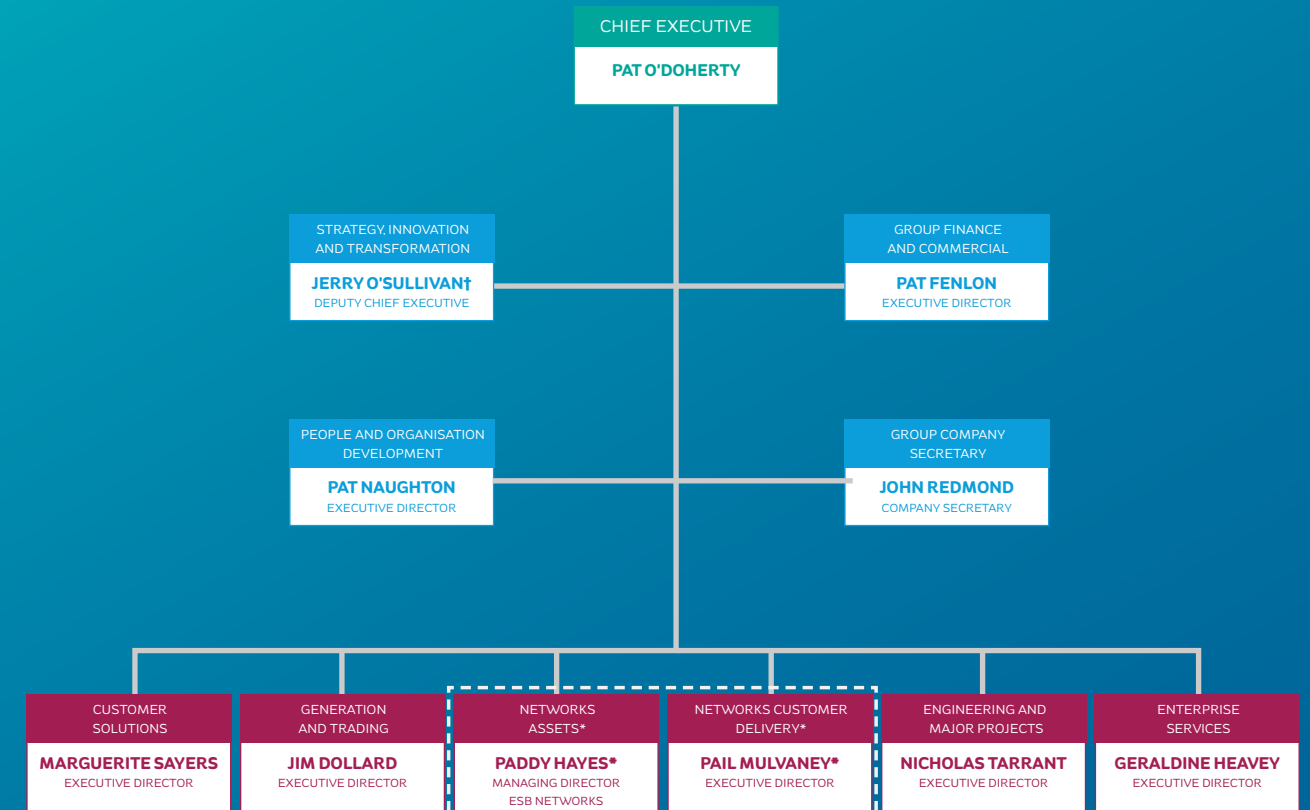 CHIEF EXECUTIVE
PAT O'DOHERTY
STRATEGY, INNOVATION
AND TRANSFORMATION
JERRY O'SULLIVAN†
DEPUTY CHIEF EXECUTIVE
GROUP FINANCE
AND COMMERCIAL
PAT FENLON
EXECUTIVE DIRECTOR
PEOPLE AND ORGANISATION
DEVELOPMENT
PAT NAUGHTON
EXECUTIVE DIRECTOR
GROUP COMPANY
SECRETARY
JOHN REDMOND
COMPANY SECRETARY
CUSTOMER
SOLUTIONS
MARGUERITE SAYERS
EXECUTIVE DIRECTOR
GENERATION
AND TRADING
JIM DOLLARD
EXECUTIVE DIRECTOR
NETWORKS
ASSETS*
PADDY HAYES*
MANAGING DIRECTOR
ESB NETWORKS
NETWORKS CUSTOMER
DELIVERY*
PAIL MULVANEY*
EXECUTIVE DIRECTOR
ENGINEERING AND
MAJOR PROJECTS
NICHOLAS TARRANT
EXECUTIVE DIRECTOR
ENTERPRISE
SERVICES
GERALDINE HEAVEY
EXECUTIVE DIRECTOR